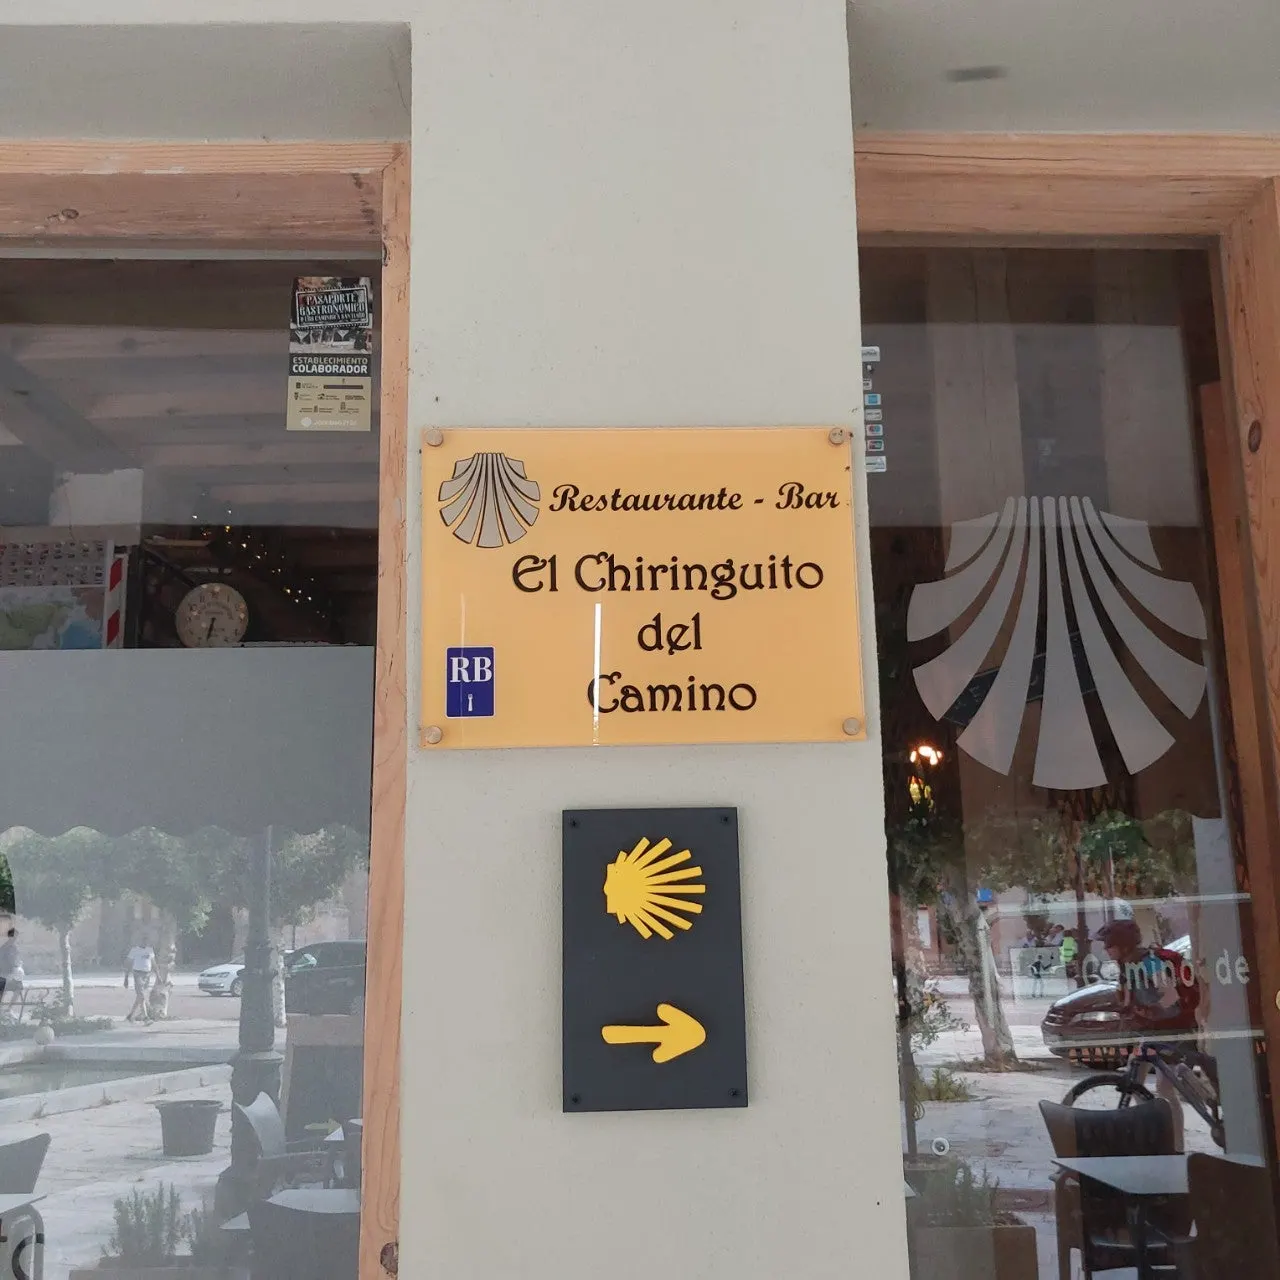 PASAPORTE
GASTRONÓMICO
ESTABLECIMIENTO
COLABORADOR
Restaurante - Bar
El Chiringuito
del
Camino
RB
Camino de